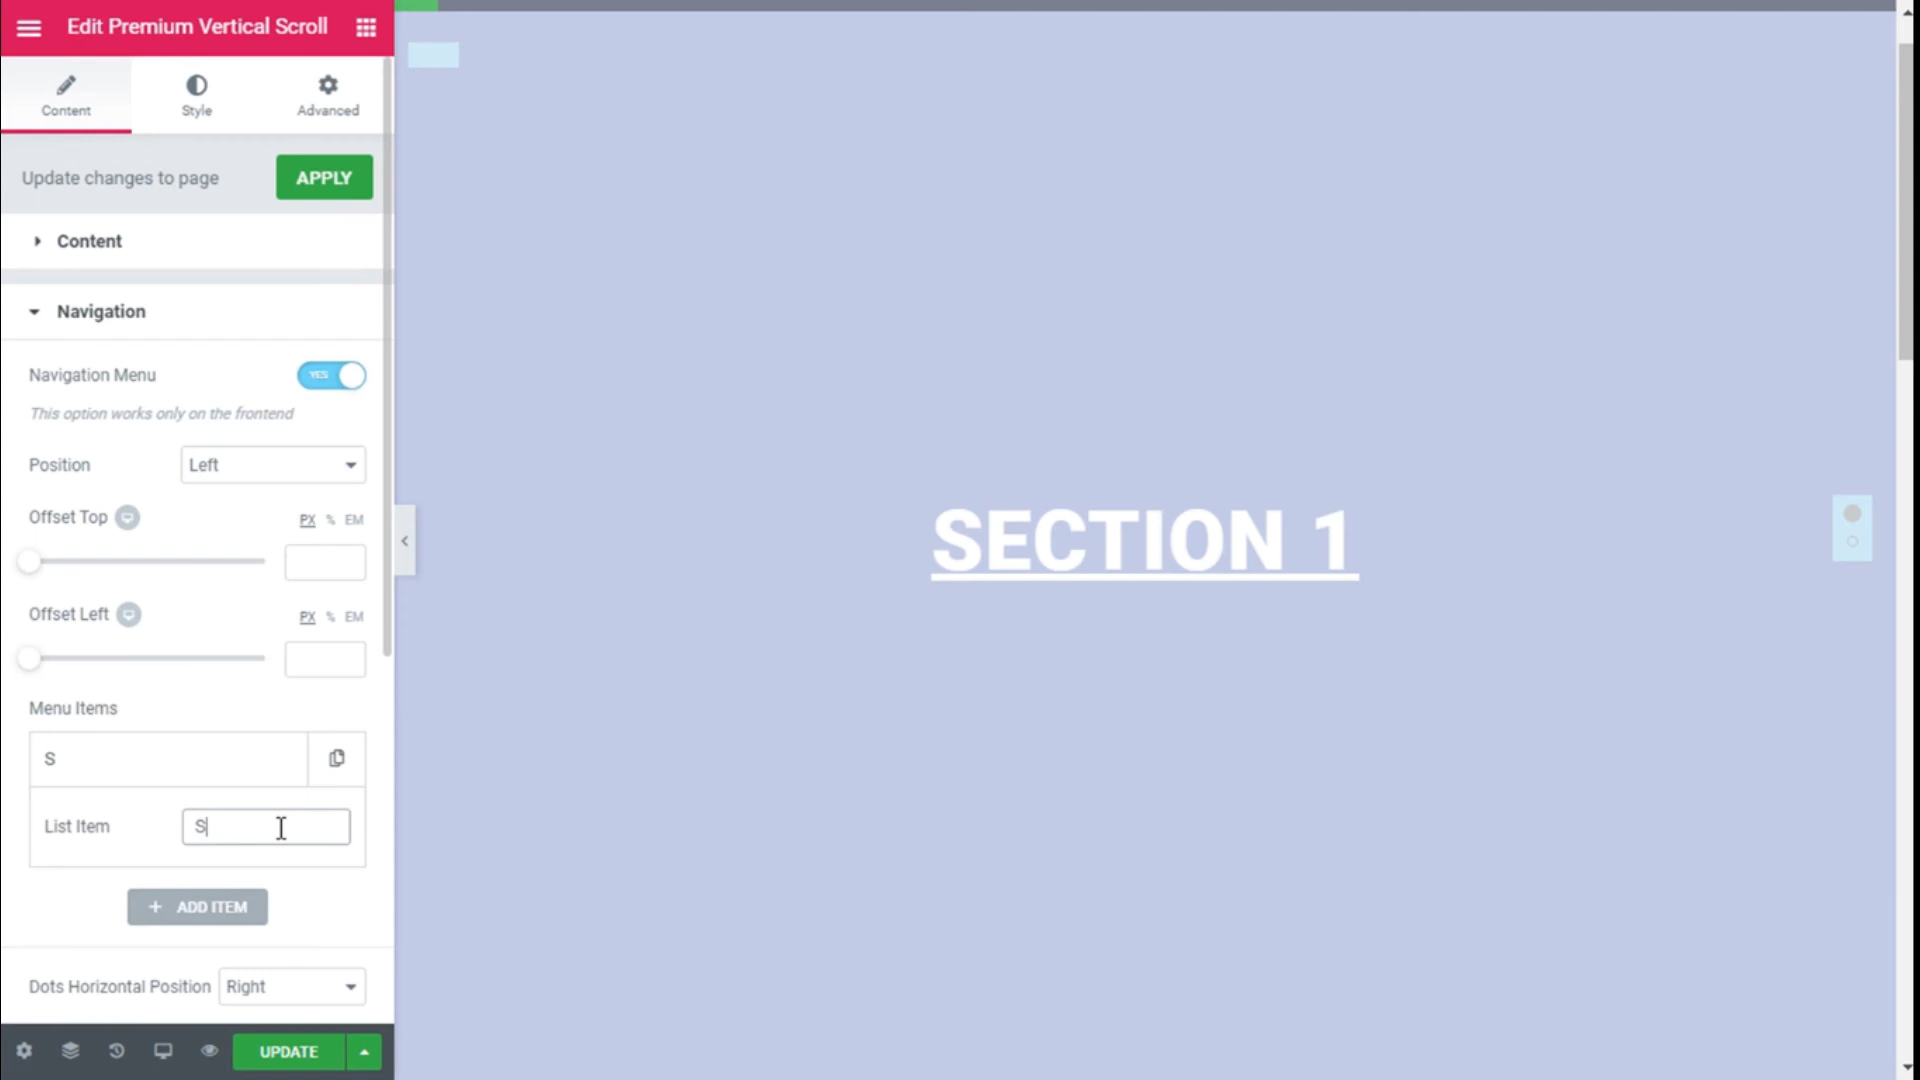 Edit Premium Vertical Scroll
Content
Style
Advanced
Update changes to page
APPLY
Content
Navigation
Navigation Menu
YES
This option works only on the frontend
Position
Left
Offset Top
PX % EM
Offset Left
PX % EM
Menu Items
S
List Item
S
+ ADD ITEM
Dots Horizontal Position
Right
UPDATE
SECTION 1